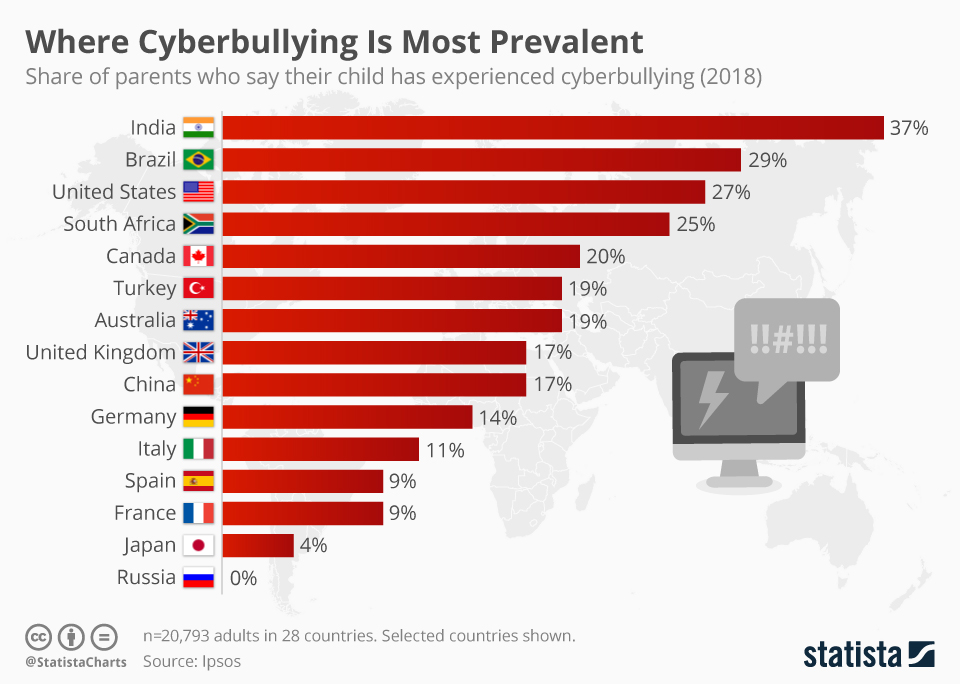 Where Cyberbullying Is Most Prevalent
Share of parents who say their child has experienced cyberbullying (2018)
India 37%
Brazil 29%
United States 27%
South Africa 25%
Canada 20%
Turkey 19%
Australia 19%
United Kingdom 17%
China 17%
Germany 14%
Italy 11%
Spain 9%
France 9%
Japan 4%
Russia 0%
!!#!!!
cc
@StatistaCharts
n=20,793 adults in 28 countries. Selected countries shown.
Source: Ipsos
statista